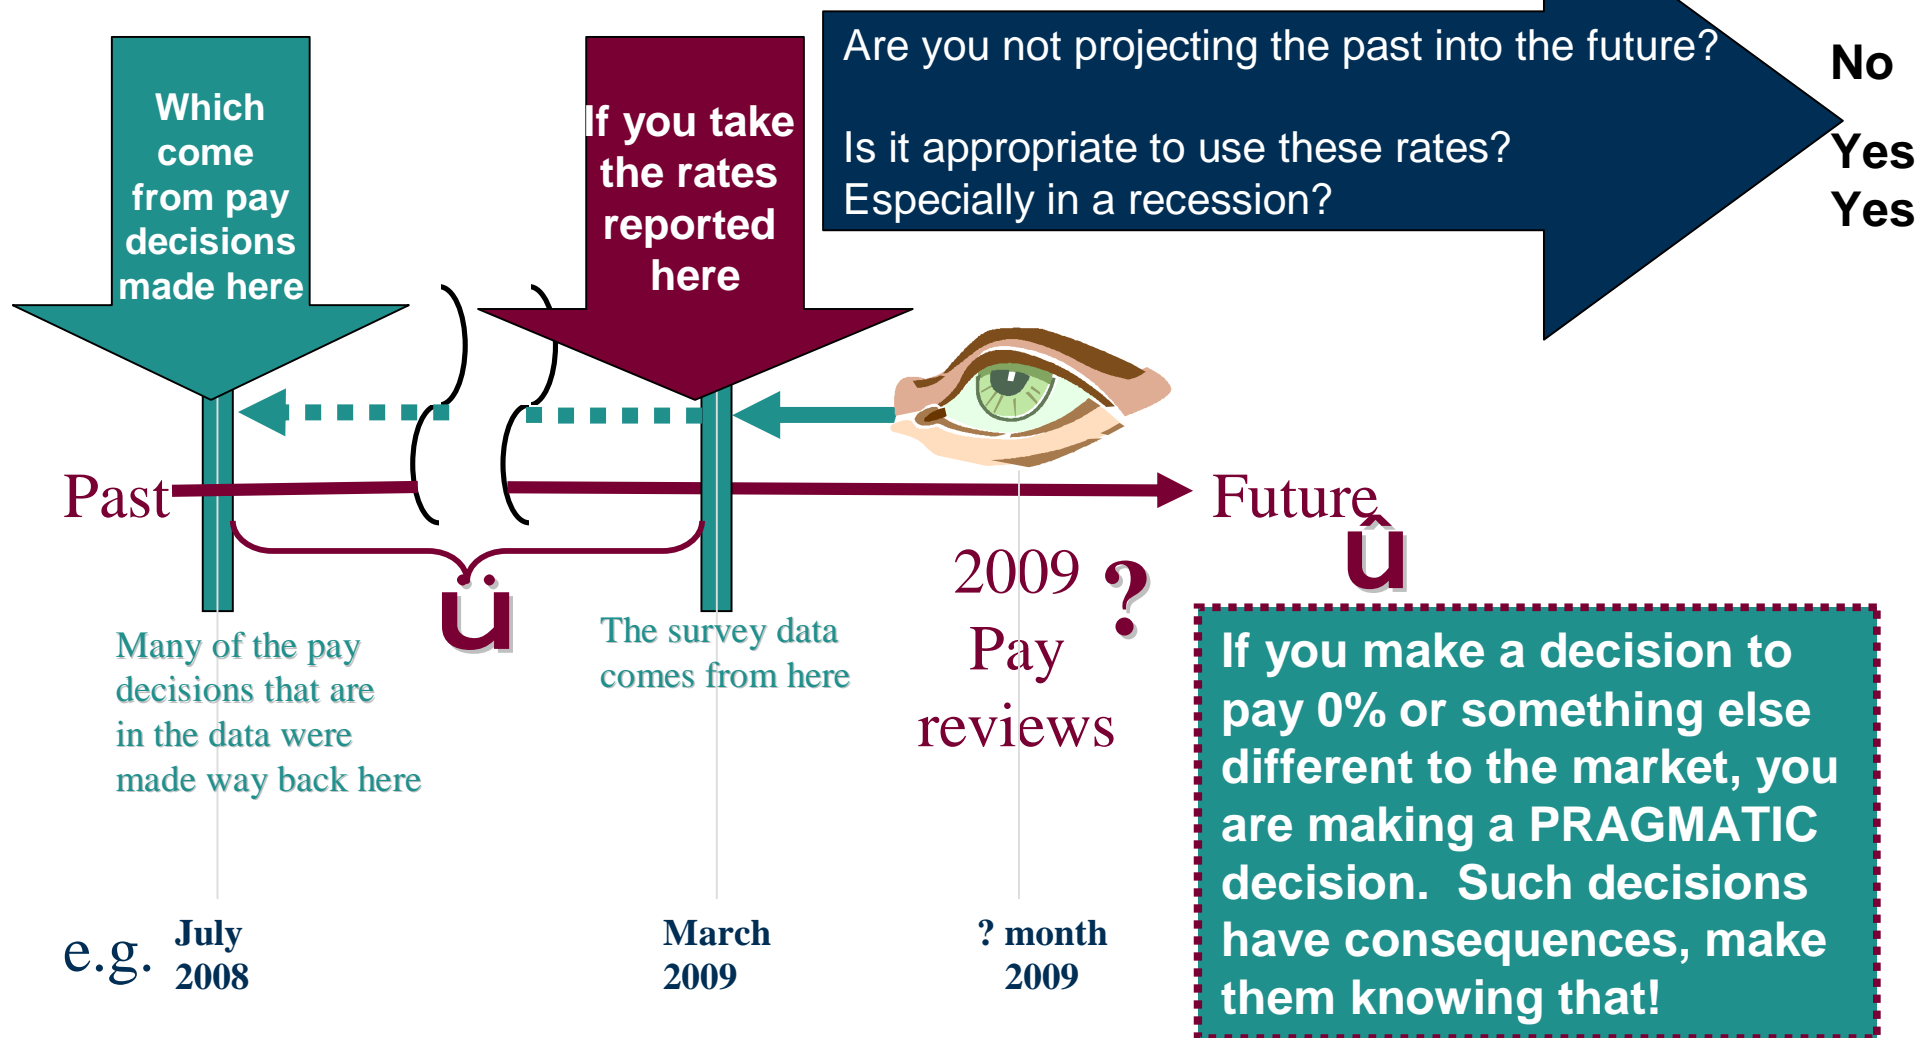 Which
come
from pay
decisions
made here
If you take
the rates
reported
here
Are you not projecting the past into the future?
No
Is it appropriate to use these rates?
Yes
Especially in a recession?
Yes
Past
Future
ü
û
2009 ?
Pay
reviews
Many of the pay
decisions that are
in the data were
made way back here
The survey data
comes from here
If you make a decision to
pay 0% or something else
different to the market, you
are making a PRAGMATIC
decision.  Such decisions
have consequences, make
them knowing that!
e.g.
July
2008
March
2009
? month
2009